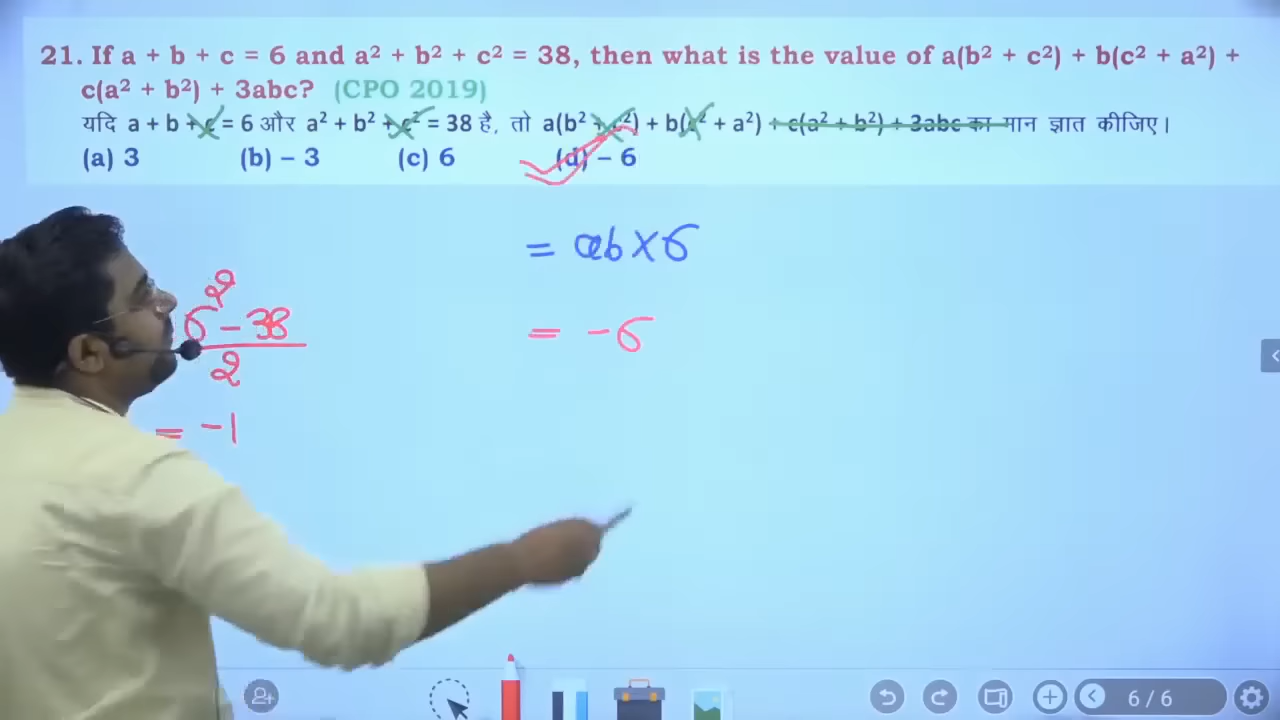 21. If a + b + c = 6 and a² + b² + c² = 38, then what is the value of a(b² + c²) + b(c² + a²) +
c(a² + b²) + 3abc? (CPO 2019)
यदि a + b + c = 6 और a² + b² + c² = 38 है, तो a(b² + c²) + b(c² + a²) + c(a² + b²) + 3abc का मान ज्ञात कीजिए।
(a) 3 (b) – 3 (c) 6 (d) – 6
= ab × 6
6² – 38
2
= –6
= –1
6 / 6